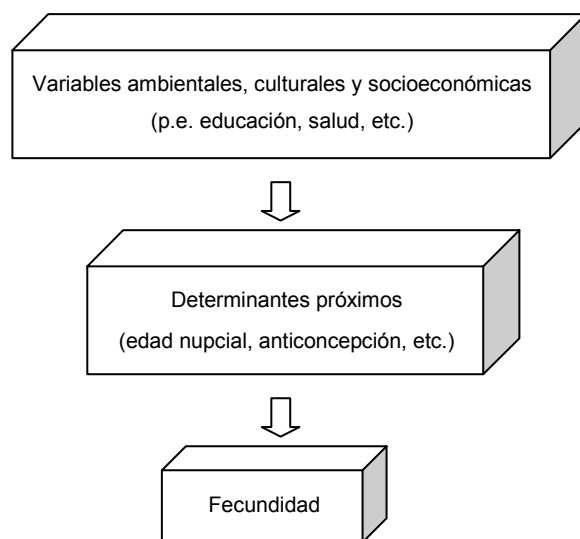 Variables ambientales, culturales y socioeconómicas
(p.e. educación, salud, etc.)
Determinantes próximos
(edad nupcial, anticoncepción, etc.)
Fecundidad